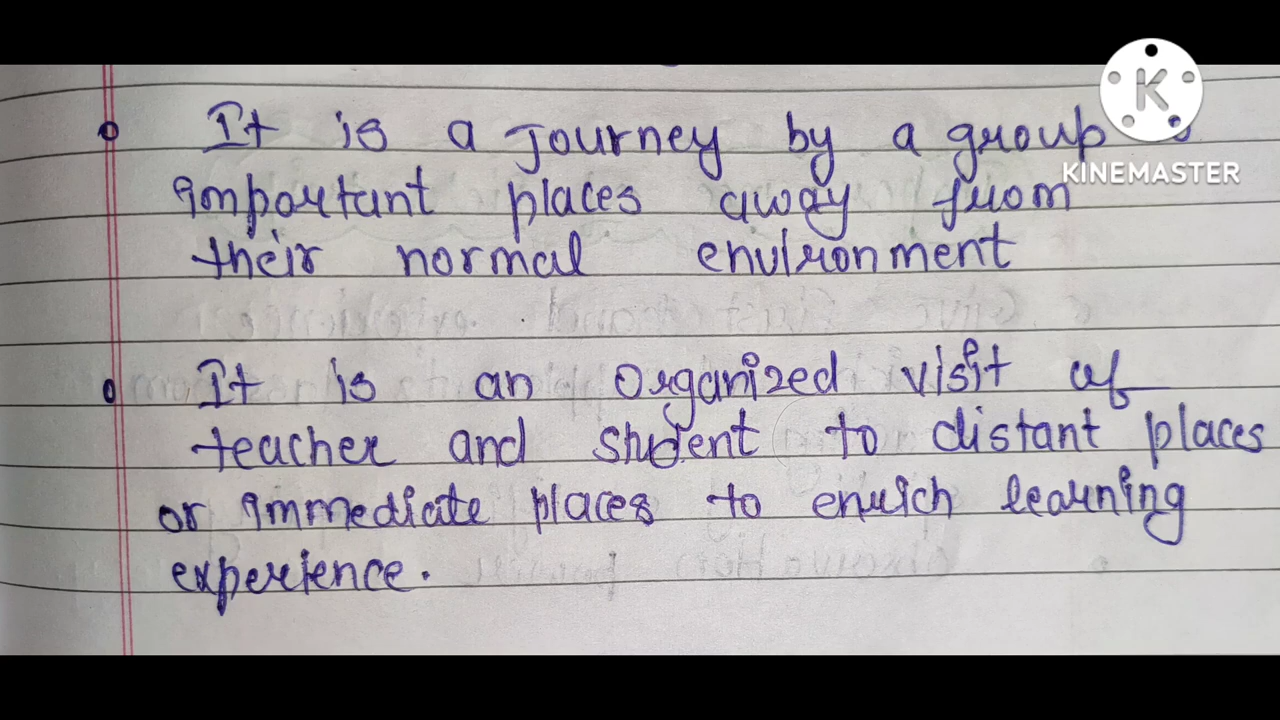 It is a Journey by a group
important places away from
their normal environment
It is an organized visit of
teacher and student to distant places
or immediate places to enrich learning
experience.
K
KINEMASTER